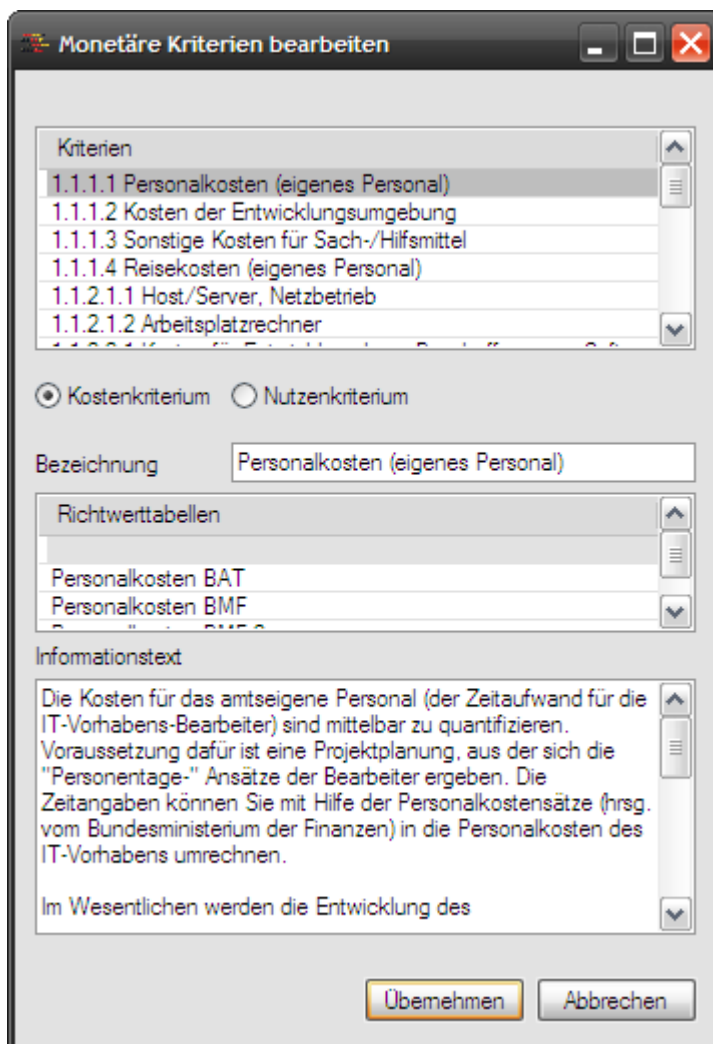 Monetäre Kriterien bearbeiten
Kriterien
1.1.1.1 Personalkosten (eigenes Personal)
1.1.1.2 Kosten der Entwicklungsumgebung
1.1.1.3 Sonstige Kosten für Sach-/Hilfsmittel
1.1.1.4 Reisekosten (eigenes Personal)
1.1.2.1.1 Host/Server, Netzbetrieb
1.1.2.1.2 Arbeitsplatzrechner
Kostenkriterium Nutzenkriterium
Bezeichnung Personalkosten (eigenes Personal)
Richtwerttabellen
Personalkosten BAT
Personalkosten BMF
Informationstext
Die Kosten für das amtseigene Personal (der Zeitaufwand für die
IT-Vorhabens-Bearbeiter) sind mittelbar zu quantifizieren.
Voraussetzung dafür ist eine Projektplanung, aus der sich die
"Personentage-" Ansätze der Bearbeiter ergeben. Die
Zeitangaben können Sie mit Hilfe der Personalkostensätze (hrsg.
vom Bundesministerium der Finanzen) in die Personalkosten des
IT-Vorhabens umrechnen.
Im Wesentlichen werden die Entwicklung des
Übernehmen Abbrechen